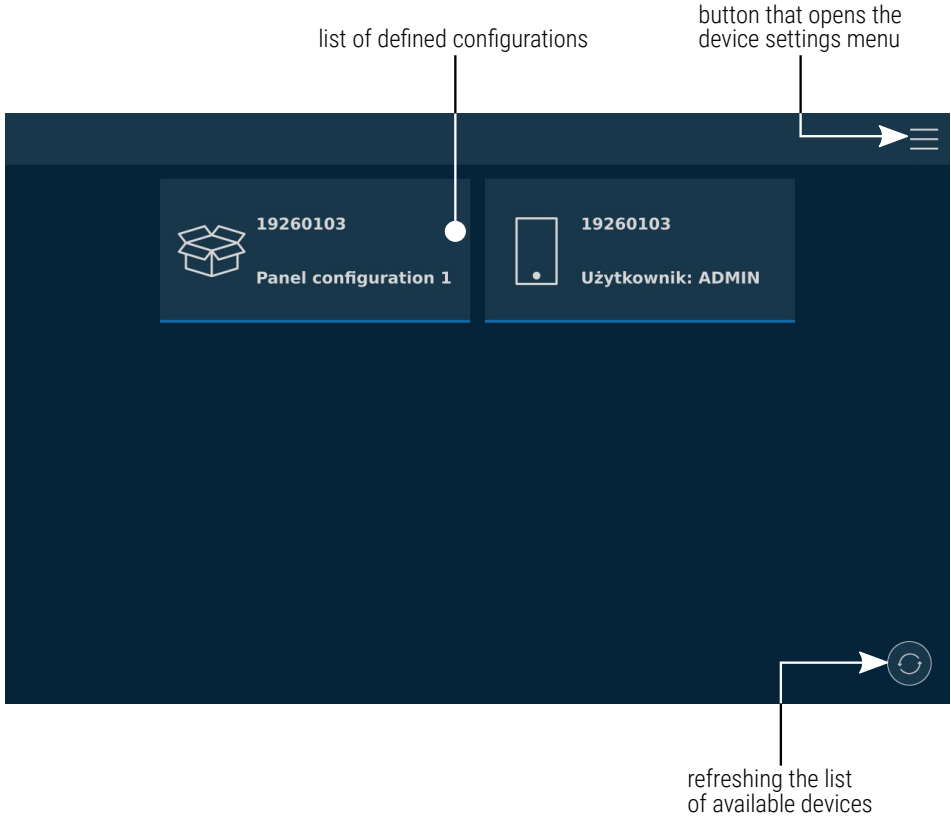 button that opens the
device settings menu
list of defined configurations
19260103
Panel configuration 1
19260103
Użytkownik: ADMIN
refreshing the list
of available devices